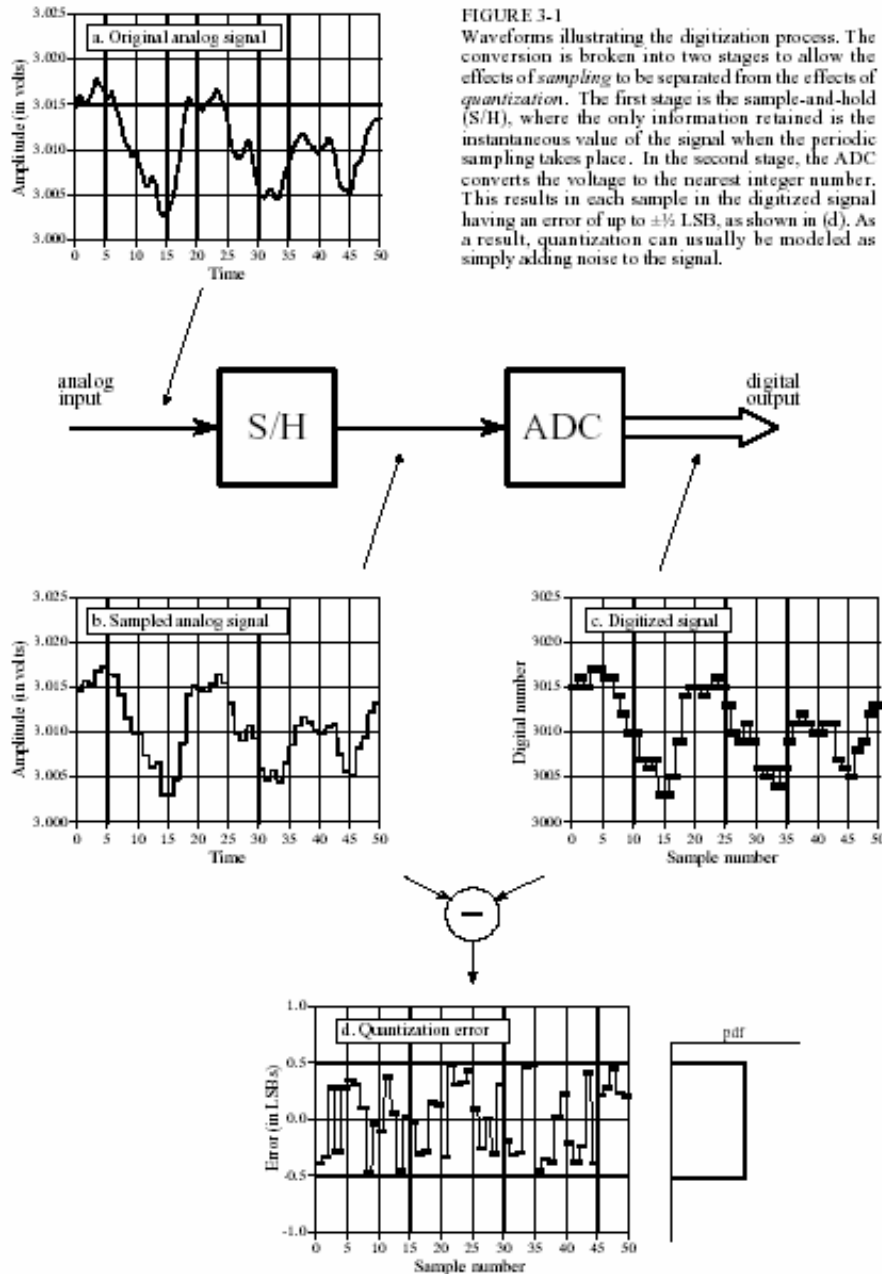 FIGURE 3-1
Waveforms illustrating the digitization process. The
conversion is broken into two stages to allow the
effects of sampling to be separated from the effects of
quantization. The first stage is the sample-and-hold
(S/H), where the only information retained is the
instantaneous value of the signal when the periodic
sampling takes place. In the second stage, the ADC
converts the voltage to the nearest integer number.
This results in each sample in the digitized signal
having an error of up to ±½ LSB, as shown in (d). As
a result, quantization can usually be modeled as
simply adding noise to the signal.
a. Original analog signal
Amplitude (in volts)
3.025
3.020
3.015
3.010
3.005
3.000
0 5 10 15 20 25 30 35 40 45 50
Time
analog
input
S/H
ADC
digital
output
b. Sampled analog signal
Amplitude (in volts)
3.025
3.020
3.015
3.010
3.005
3.000
0 5 10 15 20 25 30 35 40 45 50
Time
c. Digitized signal
Digital number
3025
3020
3015
3010
3005
3000
0 5 10 15 20 25 30 35 40 45 50
Sample number
−
d. Quantization error
Error (in LSBs)
1.0
0.5
0.0
-0.5
-1.0
0 5 10 15 20 25 30 35 40 45 50
Sample number
pdf